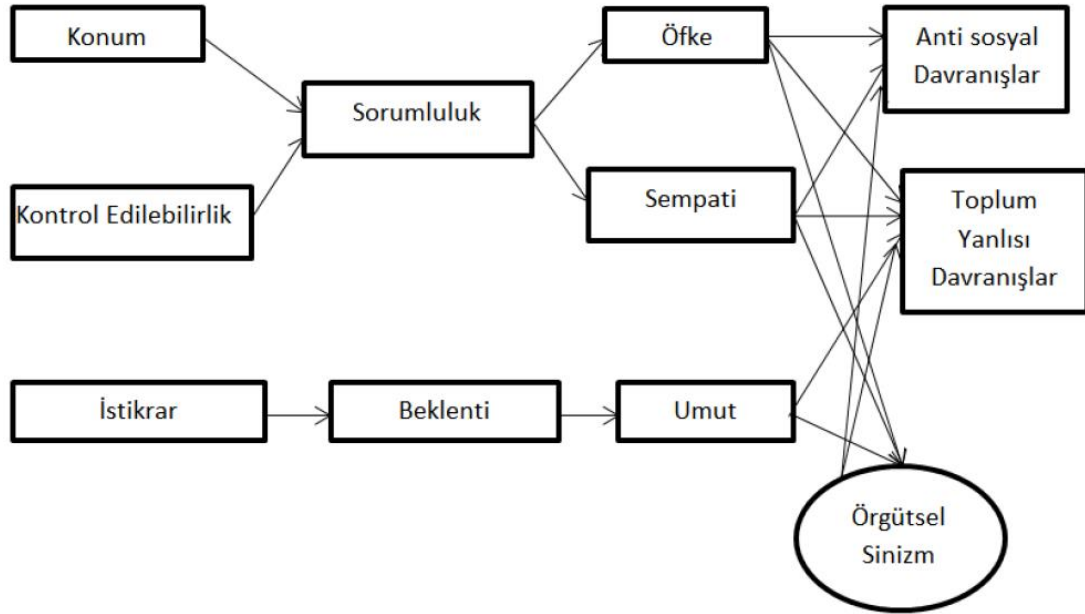 Konum
Öfke
Anti sosyal
Davranışlar
Sorumluluk
Kontrol Edilebilirlik
Sempati
Toplum
Yanlısı
Davranışlar
İstikrar
Beklenti
Umut
Örgütsel
Sinizm